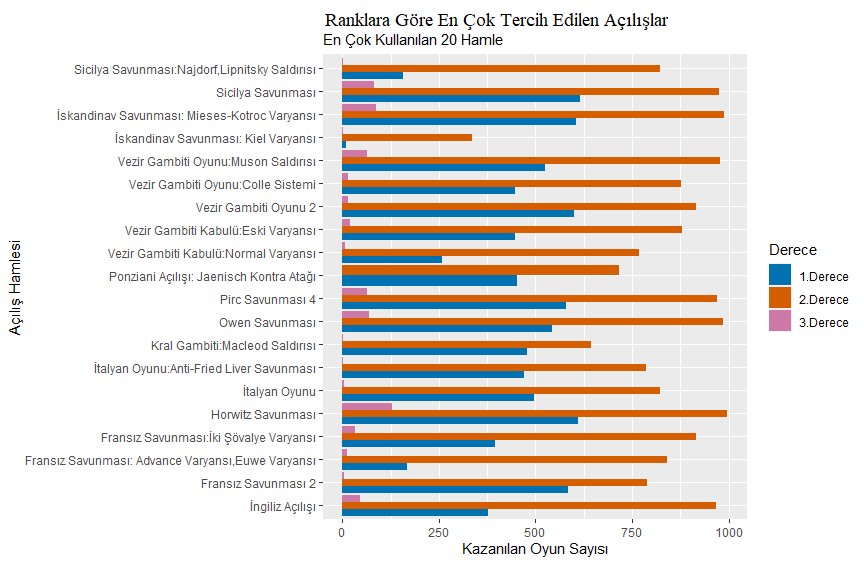 Ranklara Göre En Çok Tercih Edilen Açılışlar
En Çok Kullanılan 20 Hamle
Sicilya Savunması:Najdorf,Lipnitsky Saldırısı
Sicilya Savunması
İskandinav Savunması: Mieses-Kotroc Varyansı
İskandinav Savunması: Kiel Varyansı
Vezir Gambiti Oyunu:Muson Saldırısı
Vezir Gambiti Oyunu:Colle Sistemi
Vezir Gambiti Oyunu 2
Vezir Gambiti Kabulü:Eski Varyansı
Vezir Gambiti Kabulü:Normal Varyansı
Ponziani Açılışı: Jaenisch Kontra Atağı
Pirc Savunması 4
Owen Savunması
Kral Gambiti:Macleod Saldırısı
İtalyan Oyunu:Anti-Fried Liver Savunması
İtalyan Oyunu
Horwitz Savunması
Fransız Savunması:İki Şövalye Varyansı
Fransız Savunması: Advance Varyansı,Euwe Varyansı
Fransız Savunması 2
İngiliz Açılışı
Açılış Hamlesi
0 250 500 750 1000
Kazanılan Oyun Sayısı
Derece
1.Derece
2.Derece
3.Derece